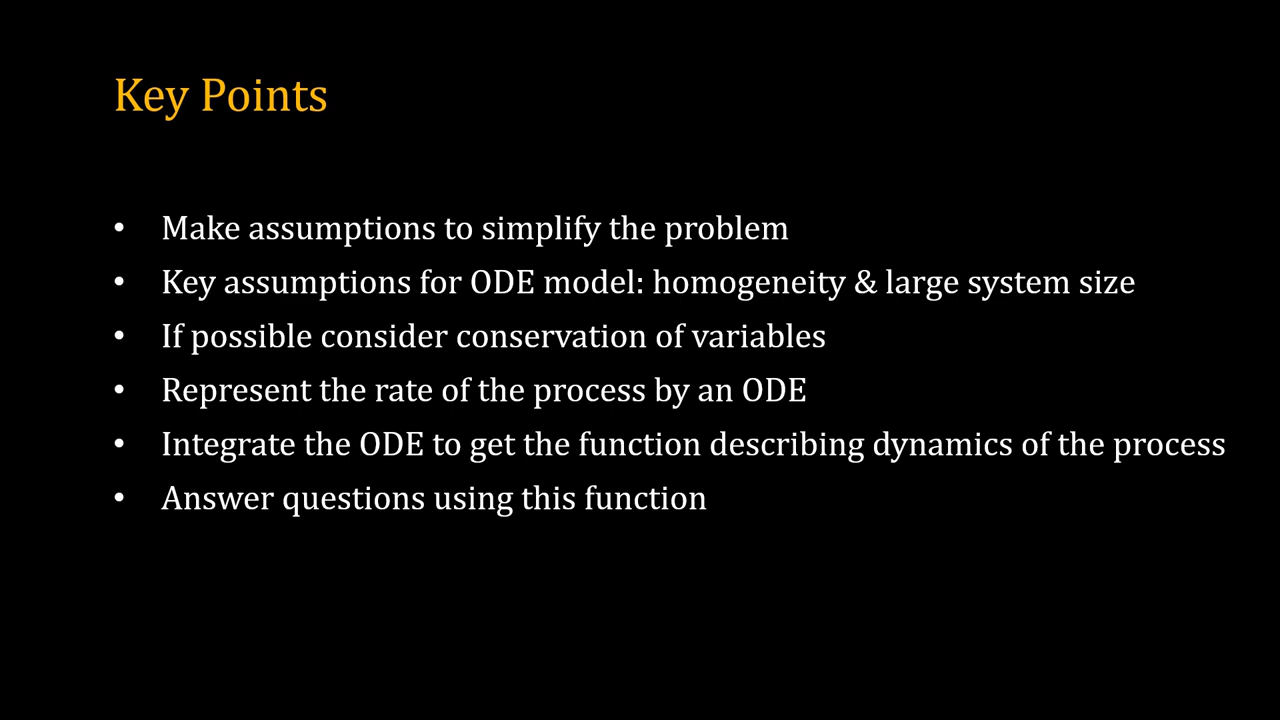 Key Points
• Make assumptions to simplify the problem
• Key assumptions for ODE model: homogeneity & large system size
• If possible consider conservation of variables
• Represent the rate of the process by an ODE
• Integrate the ODE to get the function describing dynamics of the process
• Answer questions using this function